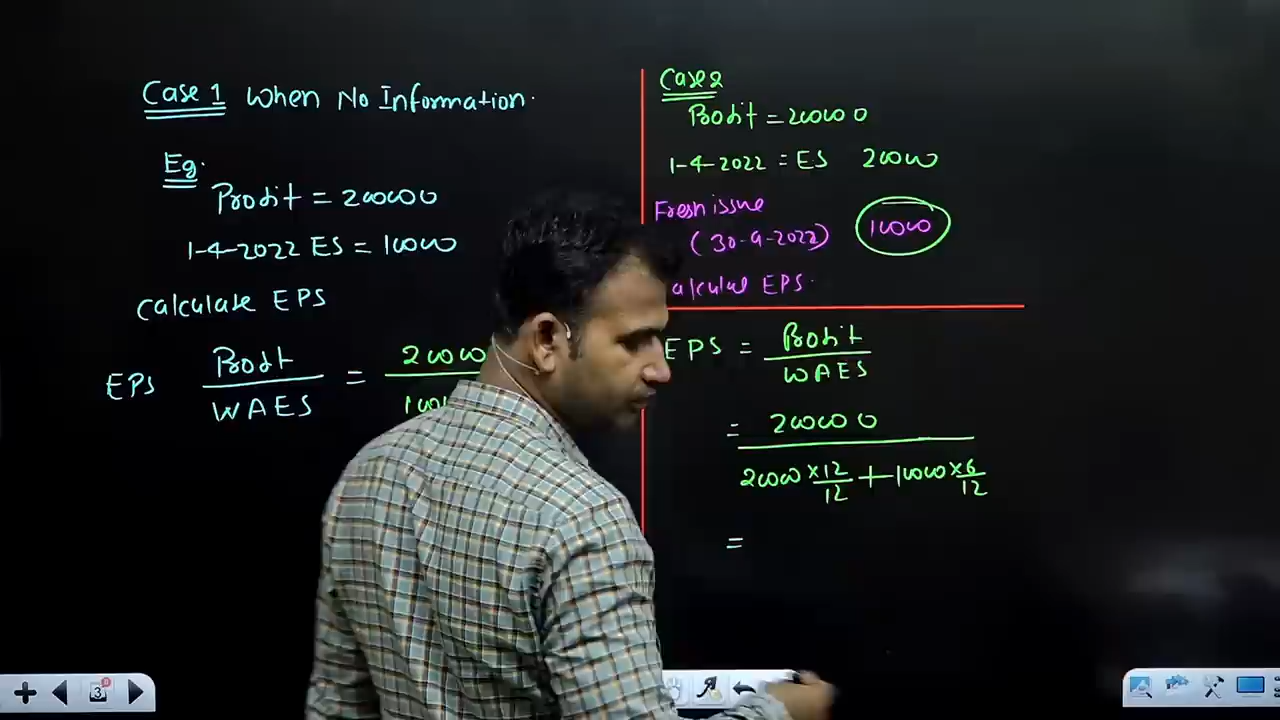 Case 1 When No Information.
Eg.
Profit = 200000
1-4-2022 ES = 10000
Calculate EPS
EPS Profit =
WAES
Case 2
Profit = 200000
1-4-2022 = ES 20000
Fresh issue
(30-9-2022) 10000
EPS.
EPS = Profit
WAES
= 200000
20000 × 12/12 + 10000 × 6/12
=
3